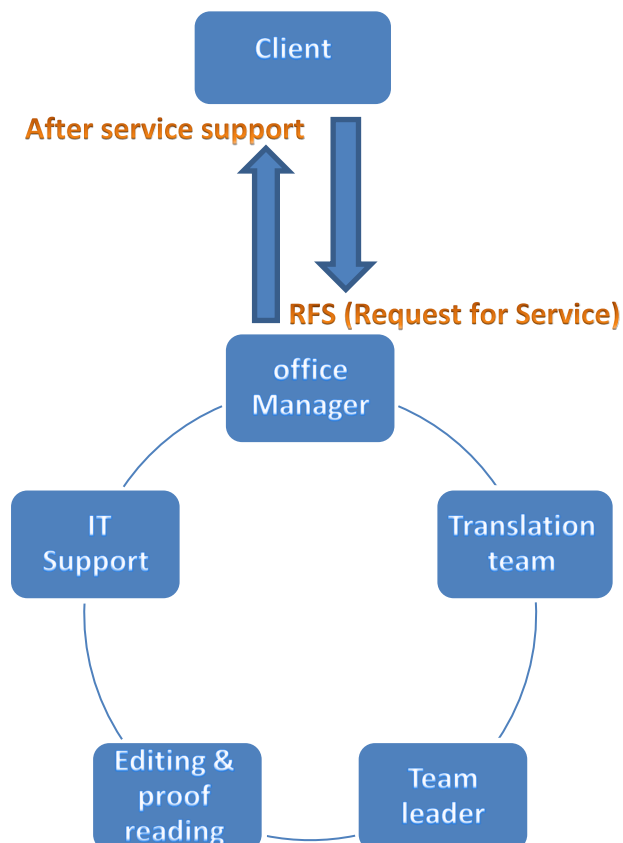 Client
After service support
RFS (Request for Service)
office
Manager
IT
Support
Translation
team
Editing &
proof
reading
Team
leader